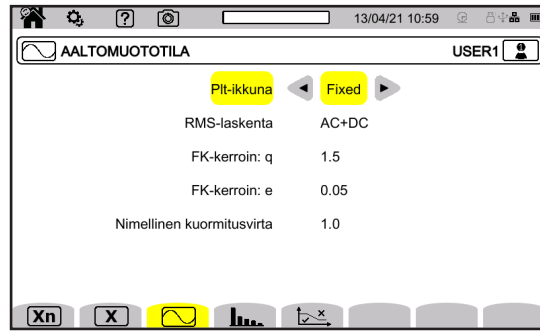 ?
13/04/21 10:59
AALTOMUOTOTILA
USER1
Plt-ikkuna Fixed
RMS-laskenta AC+DC
FK-kerroin: q 1.5
FK-kerroin: e 0.05
Nimellinen kuormitusvirta 1.0
Xn X x